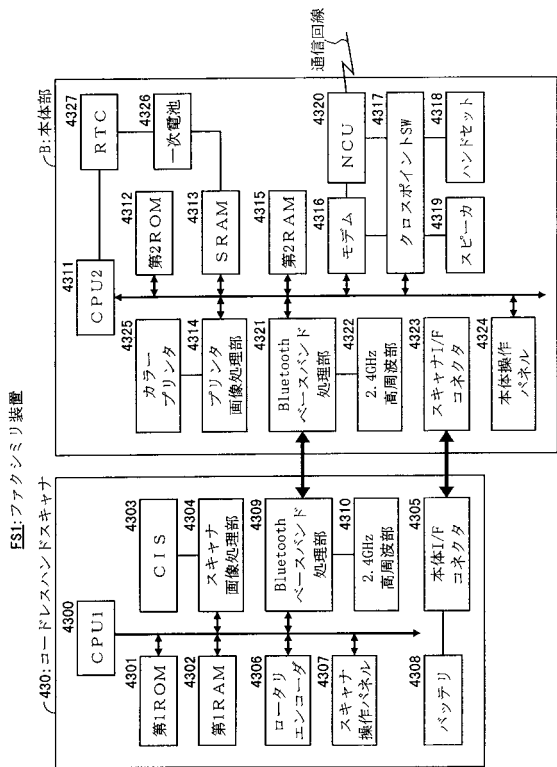 FS1:ファクシミリ装置
430:コードレスハンドスキャナ
4300
CPU1
4301
第1ROM
4302
第1RAM
4306
ロータリ
エンコーダ
4307
スキャナ
操作パネル
4308
バッテリ
4303
CIS
4304
スキャナ
画像処理部
4309
Bluetooth
ベースバンド
処理部
4310
2.4GHz
高周波部
4305
本体I/F
コネクタ
B:本体部
4311
CPU2
4327
RTC
4326
一次電池
4325
カラー
プリンタ
4314
プリンタ
画像処理部
4321
Bluetooth
ベースバンド
処理部
4322
2.4GHz
高周波部
4323
スキャナI/F
コネクタ
4324
本体操作
パネル
4312
第2ROM
4313
SRAM
4315
第2RAM
4316
モデム
4320
NCU
4317
クロスポイントSW
4319
スピーカ
4318
ハンドセット
通信回線